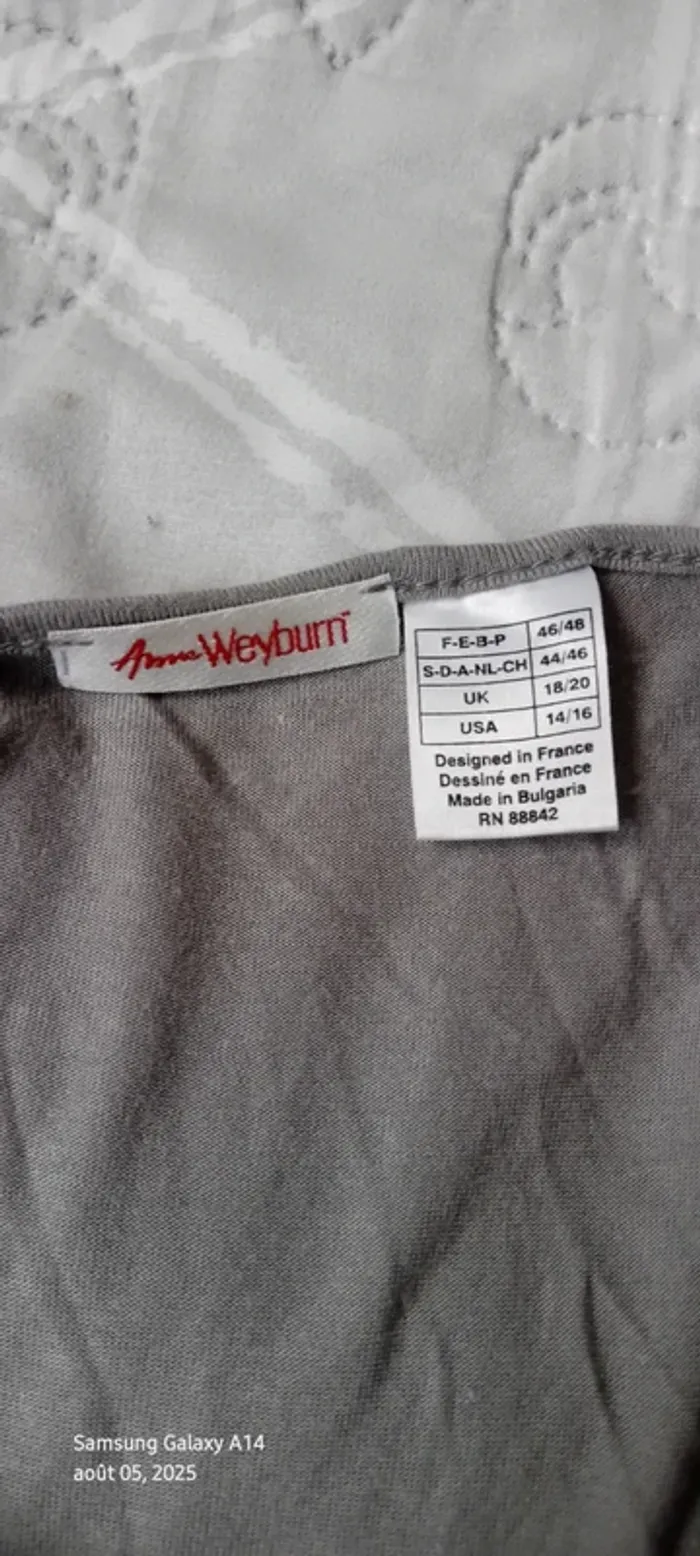 Anne Weyburn™
F-E-B-P 46/48
S-D-A-NL-CH 44/46
UK 18/20
USA 14/16
Designed in France
Dessiné en France
Made in Bulgaria
RN 88842
Samsung Galaxy A14
août 05, 2025